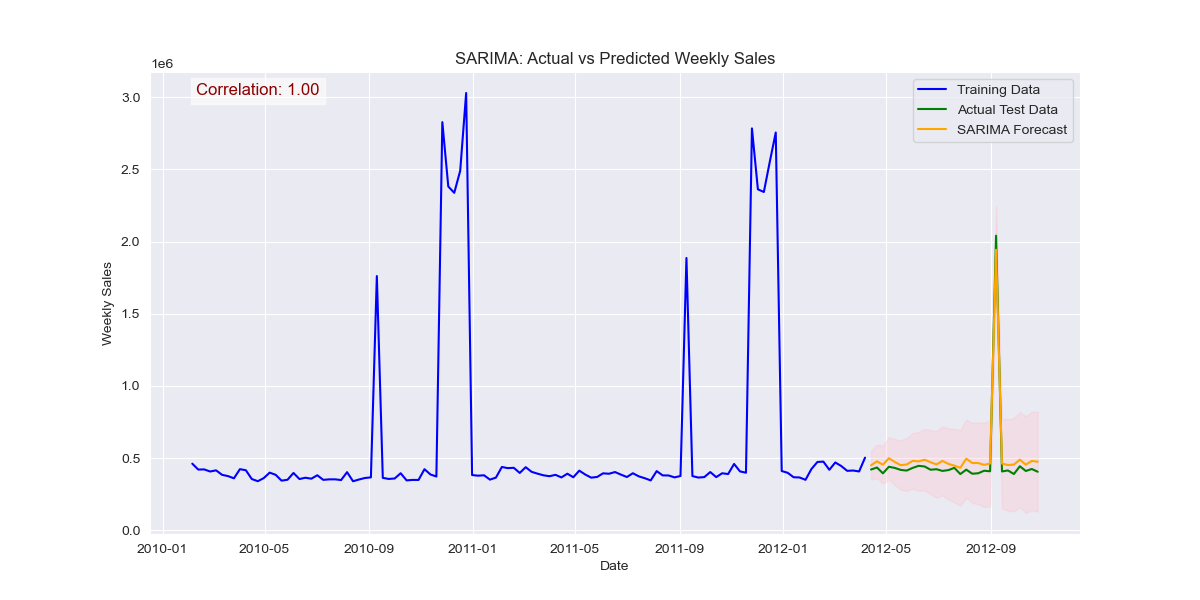 SARIMA: Actual vs Predicted Weekly Sales
1e6
Correlation: 1.00
Training Data
Actual Test Data
SARIMA Forecast
3.0
2.5
2.0
1.5
1.0
0.5
0.0
Weekly Sales
2010-01 2010-05 2010-09 2011-01 2011-05 2011-09 2012-01 2012-05 2012-09
Date